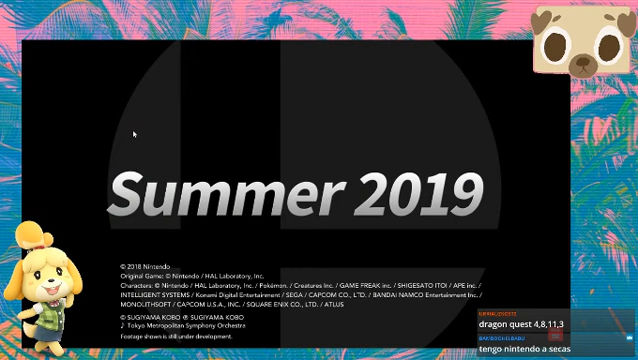 Summer 2019
© 2018 Nintendo
Original Game: © Nintendo / HAL Laboratory, Inc.
Characters: © Nintendo / HAL Laboratory, Inc. / Pokémon. / Creatures Inc. / GAME FREAK inc. / SHIGESATO ITOI / APE inc. /
INTELLIGENT SYSTEMS / Konami Digital Entertainment / SEGA / CAPCOM CO., LTD. / BANDAI NAMCO Entertainment Inc. /
MONOLITHSOFT / CAPCOM U.S.A., INC. / SQUARE ENIX CO., LTD. / ATLUS
© SUGIYAMA KOBO ℗ SUGIYAMA KOBO
♪ Tokyo Metropolitan Symphony Orchestra
Footage shown is still under development.
dragon quest 4,8,11,3
tengo nintendo a secas